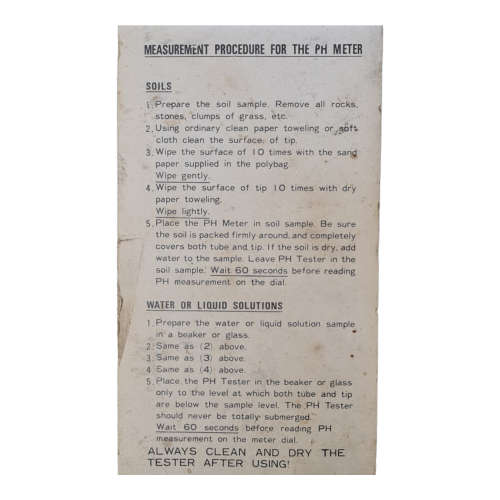 MEASUREMENT PROCEDURE FOR THE PH METER
SOILS
1. Prepare the soil sample. Remove all rocks,
stones, clumps of grass, etc.
2. Using ordinary clean paper toweling or soft
cloth clean the surface, of tip.
3. Wipe the surface of 10 times with the sand
paper supplied in the polybag.
Wipe gently.
4. Wipe the surface of tip 10 times with dry
paper toweling.
Wipe lightly.
5. Place the PH Meter in soil sample. Be sure
the soil is packed firmly around, and completely
covers both tube and tip. If the soil is dry, add
water to the sample. Leave PH Tester in the
soil sample. Wait 60 seconds before reading
PH measurement on the dial.
WATER OR LIQUID SOLUTIONS
1. Prepare the water or liquid solution sample
in a beaker or glass.
2. Same as (2) above.
3. Same as (3) above.
4. Same as (4) above.
5. Place the PH Tester in the beaker or glass
only to the level at which both tube and tip
are below the sample level. The PH Tester
should never be totally submerged.
Wait 60 seconds before reading PH
measurement on the meter dial.
ALWAYS CLEAN AND DRY THE
TESTER AFTER USING!